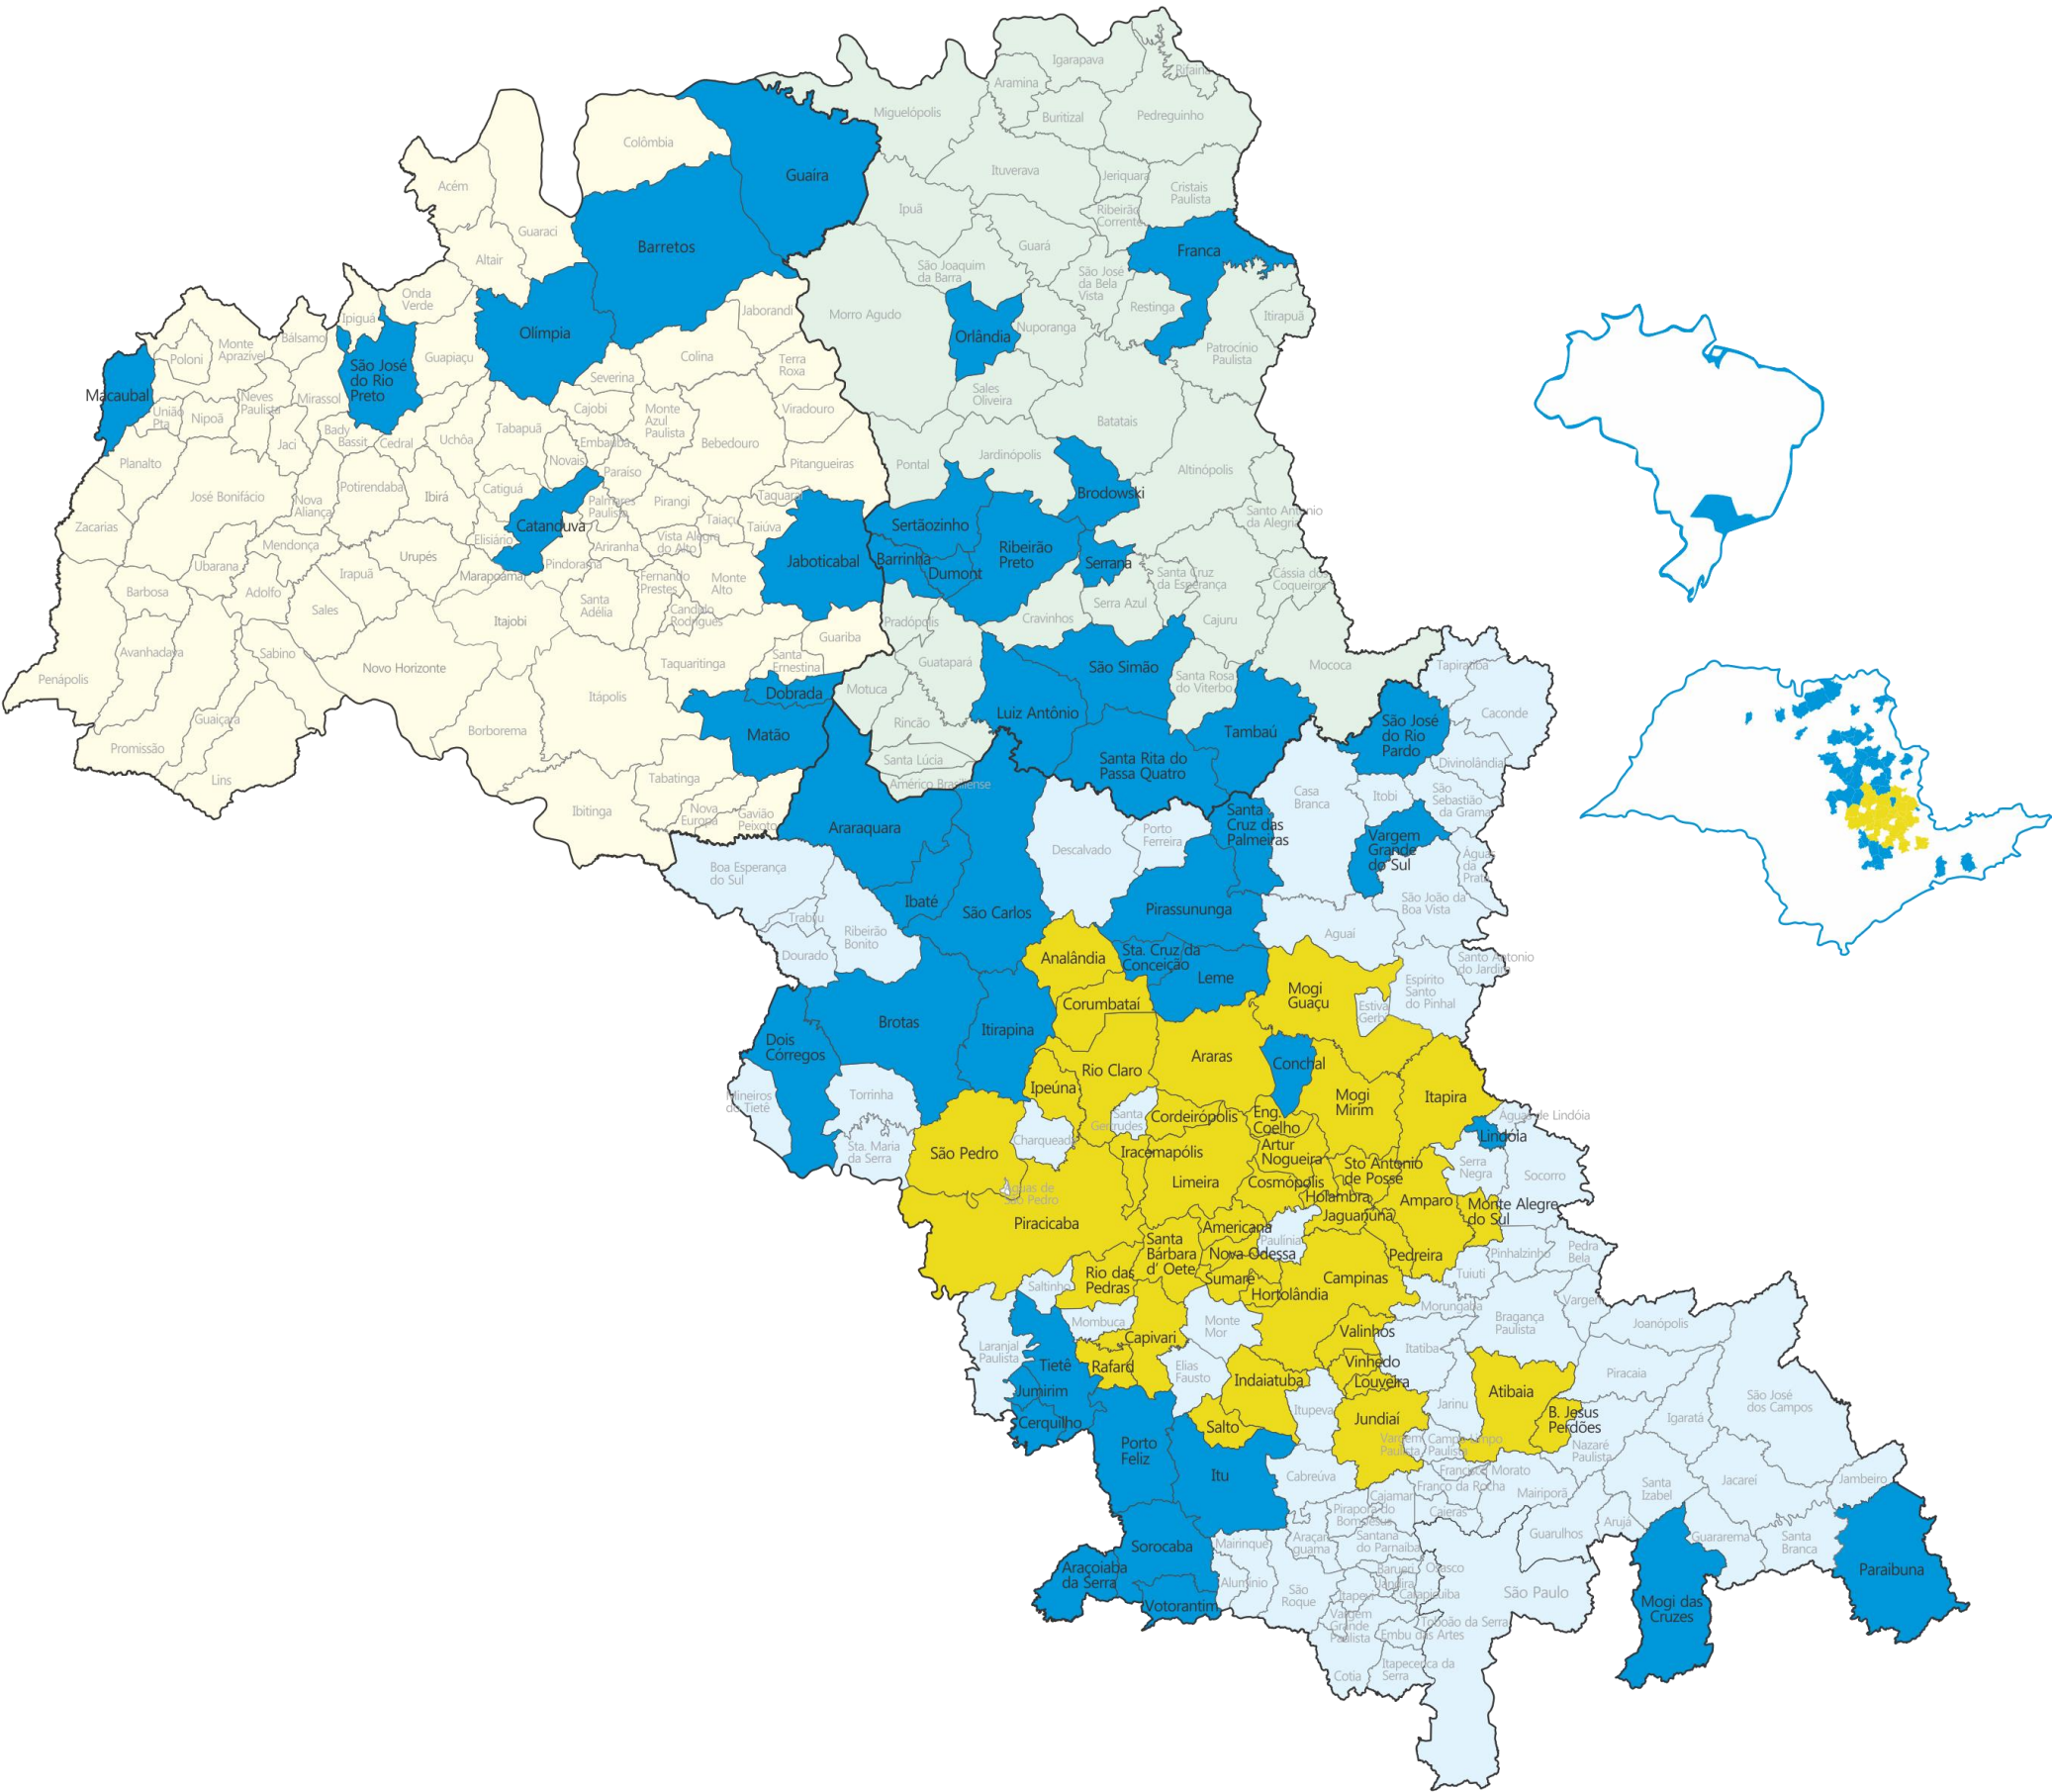 Igarapava
Rifaina
Aramina
Miguelópolis
Buritizal
Pedreguinho
Colômbia
Guaíra
Ituverava
Jeriquara
Cristais
Paulista
Acém
Ipuã
Ribeirão
Corrente
Guaraci
Barretos
Guará
Franca
Altair
São Joaquim
da Barra
São José
da Bela
Vista
Onda
Verde
Restinga
Jaborandi
Morro Agudo
Itirapuã
Ipiguá
Olímpia
Orlândia
Nuporanga
Bálsamo
Monte
Aprazível
Poloni
Guapiaçu
Colina
Terra
Roxa
Patrocínio
Paulista
São José
do Rio
Preto
Severina
Macaubal
Sales
Oliveira
Neves
Paulista
Mirassol
União
Pta
Nipoã
Cajobi
Monte
Azul
Paulista
Viradouro
Batatais
Tabapuã
Bady
Bassit
Cedral
Uchôa
Jaci
Embaúba
Bebedouro
Planalto
Novais
Paraíso
Pitangueiras
Pontal
Jardinópolis
Altinópolis
José Bonifácio
Potirendaba
Ibirá
Catiguá
Nova
Aliança
Palmares
Paulista
Pirangi
Taquaral
Brodowski
Zacarias
Catanduva
Taiaçu
Taiúva
Sertãozinho
Santo Antonio
da Alegria
Elisiário
Ariranha
Vista Alegre
do Alto
Mendonça
Ribeirão
Preto
Ubarana
Urupés
Pindorama
Jaboticabal
Barrinha
Dumont
Serrana
Irapuã
Marapoama
Fernando
Prestes
Monte
Alto
Santa Cruz
da Esperança
Cássia dos
Coqueiros
Barbosa
Adolfo
Sales
Santa
Adélia
Candido
Rodrigues
Serra Azul
Itajobi
Pradópolis
Cravinhos
Cajuru
Guariba
Avanhadava
Sabino
Novo Horizonte
Taquaritinga
Santa
Ernestina
Guatapará
São Simão
Mococa
Tapiratiba
Penápolis
Itápolis
Dobrada
Motuca
Santa Rosa
do Viterbo
Guaiçara
Luiz Antônio
Caconde
Rincão
São José
do Rio
Pardo
Borborema
Matão
Tambaú
Promissão
Santa Lúcia
Santa Rita do
Passa Quatro
Divinolândia
Lins
Tabatinga
Américo Brasiliense
Casa
Branca
Itobi
São
Sebastião
da Grama
Ibitinga
Nova
Europa
Gavião
Peixoto
Araraquara
Santa
Cruz das
Palmeiras
Porto
Ferreira
Vargem
Grande
do Sul
Descalvado
Águas
da
Prata
Boa Esperança
do Sul
Ibaté
São Carlos
Pirassununga
São João da
Boa Vista
Trabiju
Ribeirão
Bonito
Aguaí
Dourado
Analândia
Sta. Cruz da
Conceição
Santo Antonio
do Jardim
Leme
Espírito
Santo
do Pinhal
Mogi
Guaçu
Corumbataí
Estiva
Gerbi
Brotas
Itirapina
Dois
Córregos
Araras
Conchal
Rio Claro
Ipeúna
Mineiros
do Tietê
Torrinha
Mogi
Mirim
Itapira
Santa
Gertrudes
Cordeirópolis
Eng.
Coelho
Águas de Lindóia
Lindóia
Charqueada
Sta. Maria
da Serra
São Pedro
Iracemápolis
Artur
Nogueira
Sto Antonio
de Posse
Serra
Negra
Socorro
Águas de
São Pedro
Limeira
Cosmópolis
Holambra
Amparo
Monte Alegre
do Sul
Piracicaba
Jaguariúna
Americana
Paulínia
Santa
Bárbara
d' Oete
Nova Odessa
Pedreira
Pinhalzinho
Pedra
Bela
Rio das
Pedras
Sumaré
Campinas
Tuiuti
Saltinho
Hortolândia
Morungaba
Vargem
Mombuca
Monte
Mor
Bragança
Paulista
Joanópolis
Capivari
Valinhos
Laranjal
Paulista
Itatiba
Tietê
Rafard
Elias
Fausto
Vinhedo
Piracaia
Indaiatuba
Louveira
Jumirim
Atibaia
São José
dos Campos
Itupeva
Jarinu
Cerquilho
Salto
Jundiaí
B. Jesus
Perdões
Igaratá
Porto
Feliz
Vargem
Paulista
Campo Limpo
Paulista
Nazaré
Paulista
Itu
Cabreúva
Francisco Morato
Franco da Rocha
Mairiporã
Santa
Izabel
Jacareí
Jambeiro
Cajamar
Pirapora do
Bom Jesus
Caieras
Arujá
Guarulhos
Sorocaba
Mairinque
Araçari
guama
Santana
do Parnaíba
Guararema
Santa
Branca
Araçoiaba
da Serra
Alumínio
Barueri
Osasco
Jandira
Paraibuna
São
Roque
Itapevi
Carapicuiba
São Paulo
Votorantim
Mogi das
Cruzes
Vargem
Grande
Paulista
Toboão da Serra
Embu das Artes
Cotia
Itapecerica da
Serra